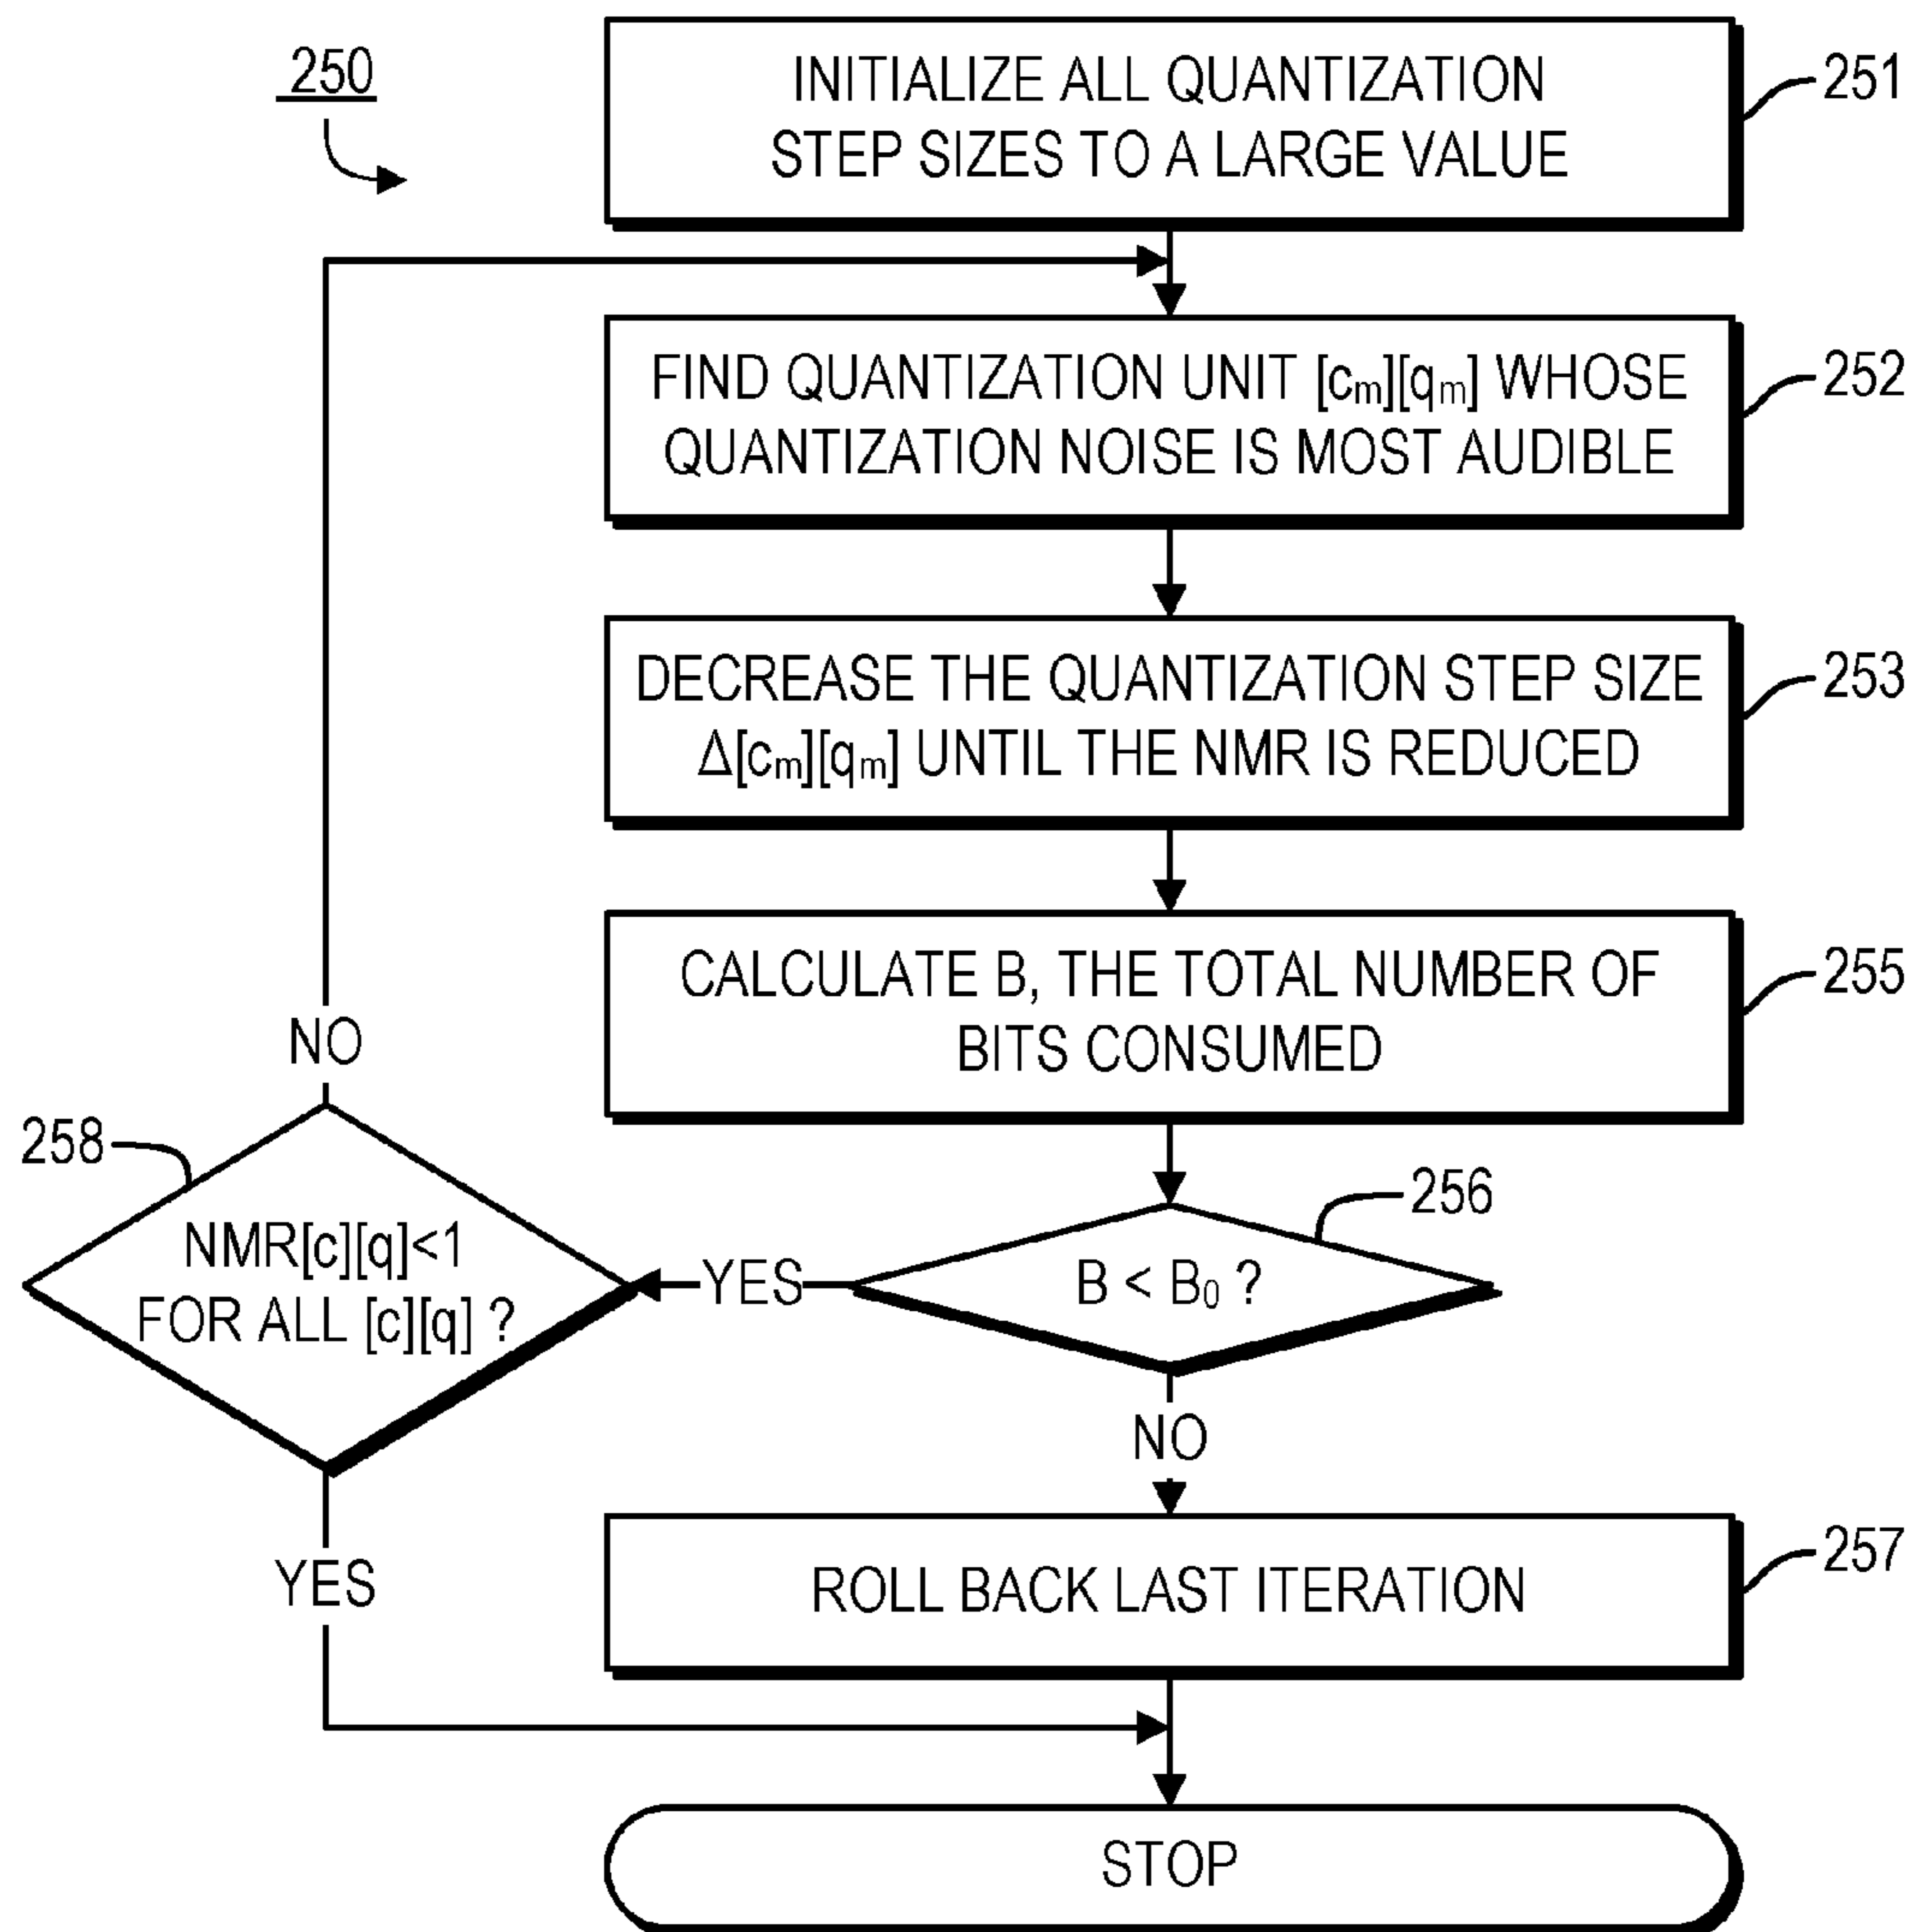 250
INITIALIZE ALL QUANTIZATION
STEP SIZES TO A LARGE VALUE
251
FIND QUANTIZATION UNIT [cm][qm] WHOSE
QUANTIZATION NOISE IS MOST AUDIBLE
252
DECREASE THE QUANTIZATION STEP SIZE
Δ[cm][qm] UNTIL THE NMR IS REDUCED
253
CALCULATE B, THE TOTAL NUMBER OF
BITS CONSUMED
255
NO
258
NMR[c][q]<1
FOR ALL [c][q] ?
YES
B < B0 ?
256
NO
YES
ROLL BACK LAST ITERATION
257
STOP